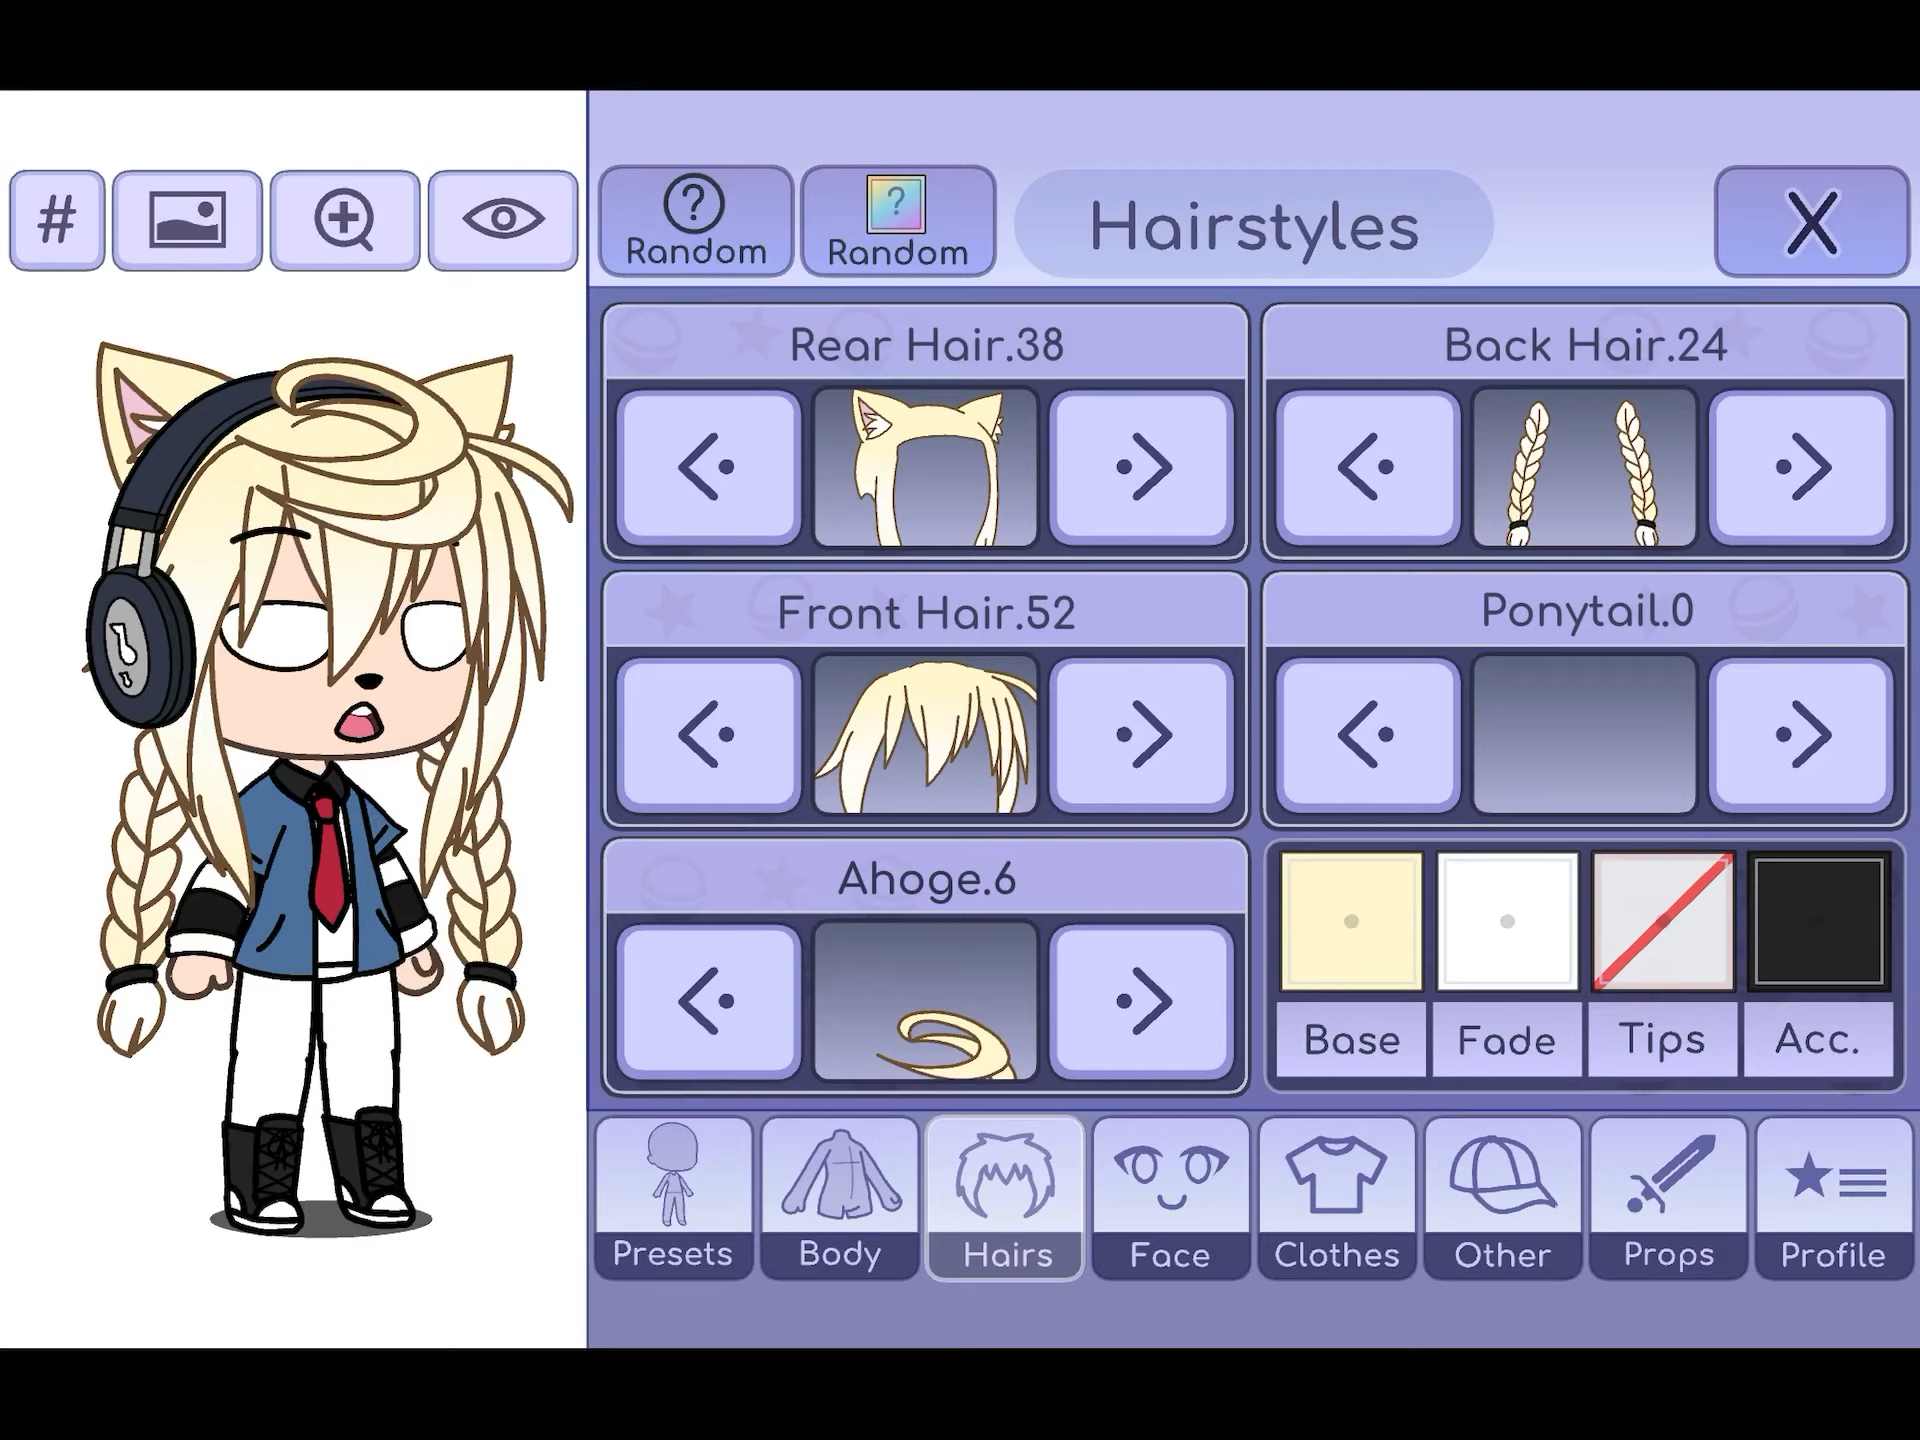 #
Random
Random
Hairstyles
X
Rear Hair.38
Back Hair.24
Front Hair.52
Ponytail.0
Ahoge.6
Base
Fade
Tips
Acc.
Presets
Body
Hairs
Face
Clothes
Other
Props
Profile